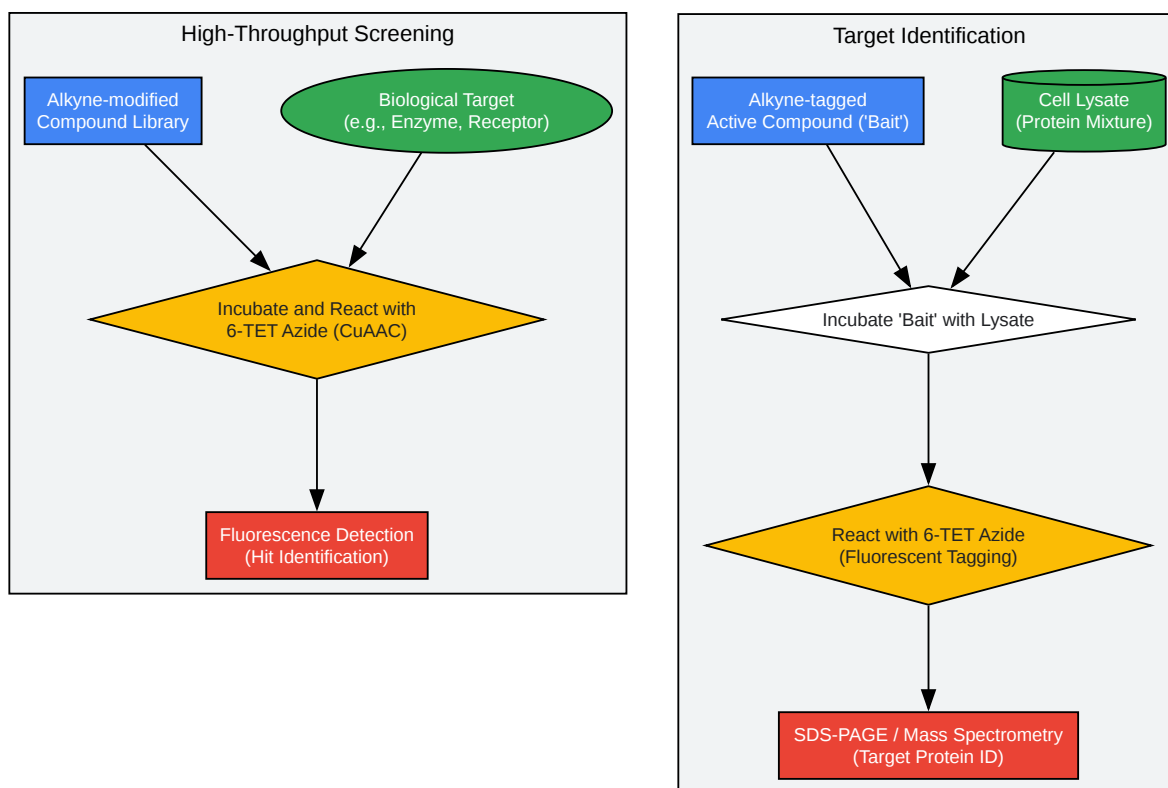 High-Throughput Screening
Alkyne-modified
Compound Library
Biological Target
(e.g., Enzyme, Receptor)
Incubate and React with
6-TET Azide (CuAAC)
Fluorescence Detection
(Hit Identification)
Target Identification
Alkyne-tagged
Active Compound ('Bait')
Cell Lysate
(Protein Mixture)
Incubate 'Bait' with Lysate
React with 6-TET Azide
(Fluorescent Tagging)
SDS-PAGE / Mass Spectrometry
(Target Protein ID)